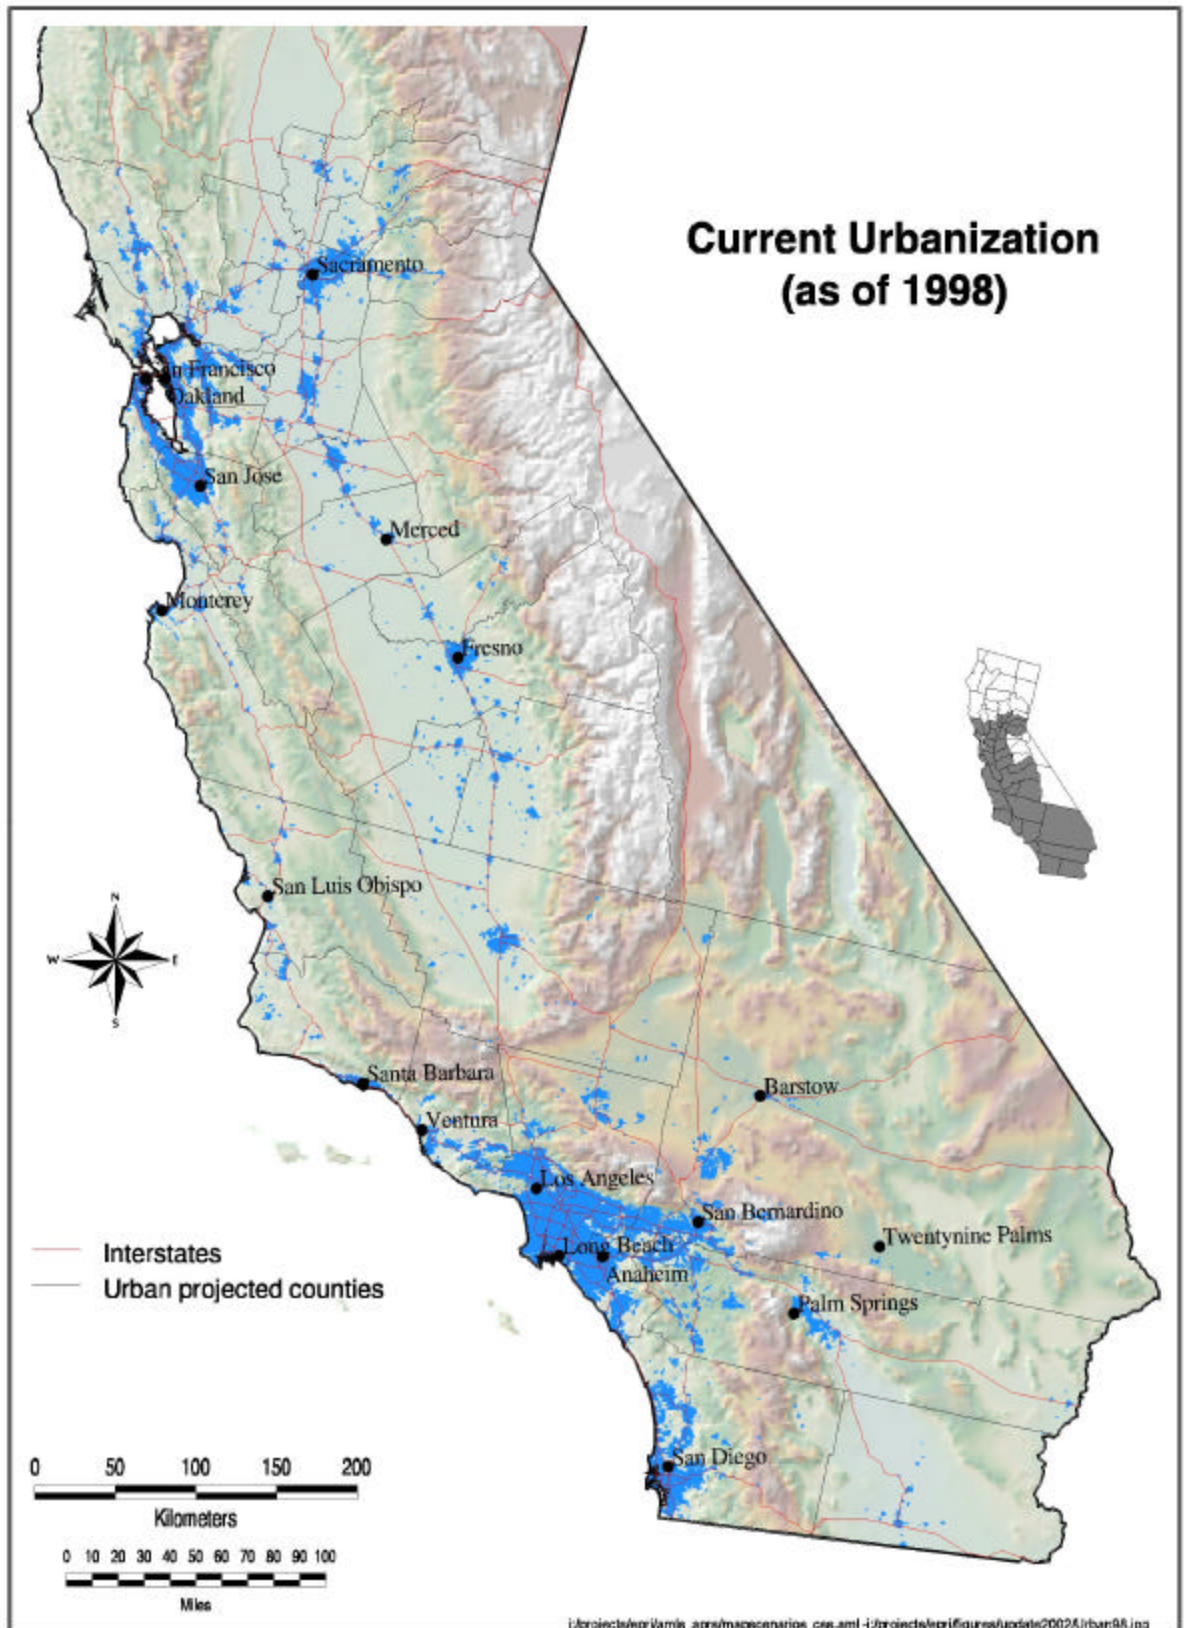 Current Urbanization
(as of 1998)
Sacramento
San Francisco
Oakland
San Jose
Merced
Monterey
Fresno
San Luis Obispo
N
W
E
S
Santa Barbara
Barstow
Ventura
Los Angeles
San Bernardino
Twentynine Palms
Long Beach
Anaheim
Palm Springs
San Diego
Interstates
Urban projected counties
0 50 100 150 200
Kilometers
0 10 20 30 40 50 60 70 80 90 100
Miles